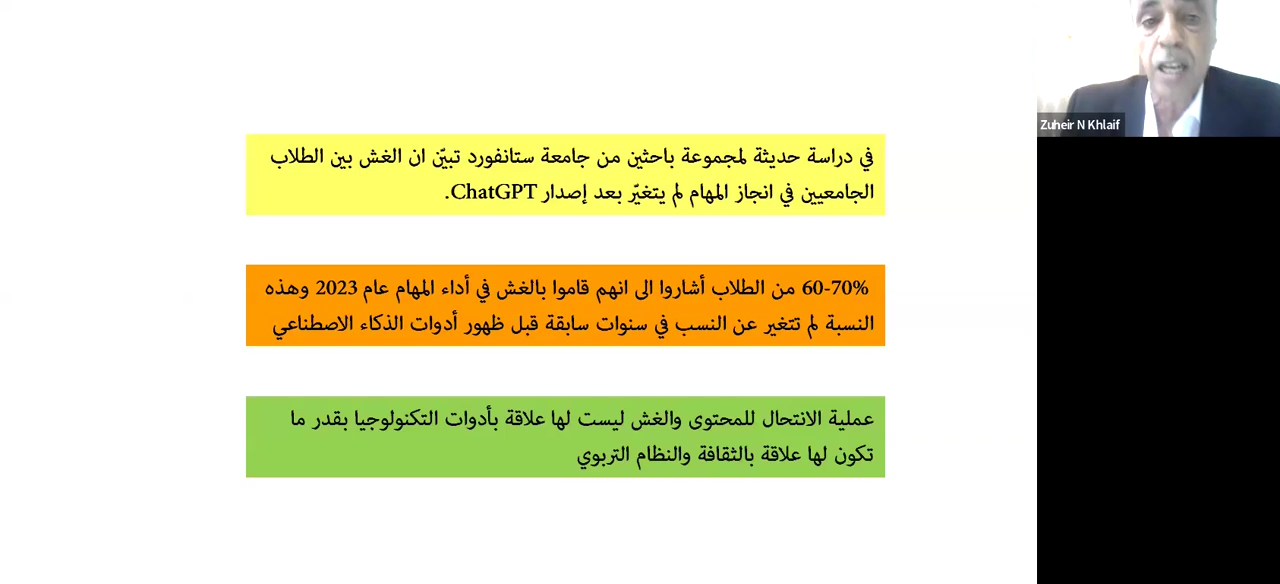 في دراسة حديثة لمجموعة باحثين من جامعة ستانفورد تبيّن ان الغش بين الطلاب
الجامعيين في انجاز المهام لم يتغيّر بعد إصدار ChatGPT.
60-70% من الطلاب أشاروا الى انهم قاموا بالغش في أداء المهام عام 2023 وهذه
النسبة لم تتغير عن النسب في سنوات سابقة قبل ظهور أدوات الذكاء الاصطناعي
عملية الانتحال للمحتوى والغش ليست لها علاقة بأدوات التكنولوجيا بقدر ما
تكون لها علاقة بالثقافة والنظام التربوي
Zuheir N Khlaif